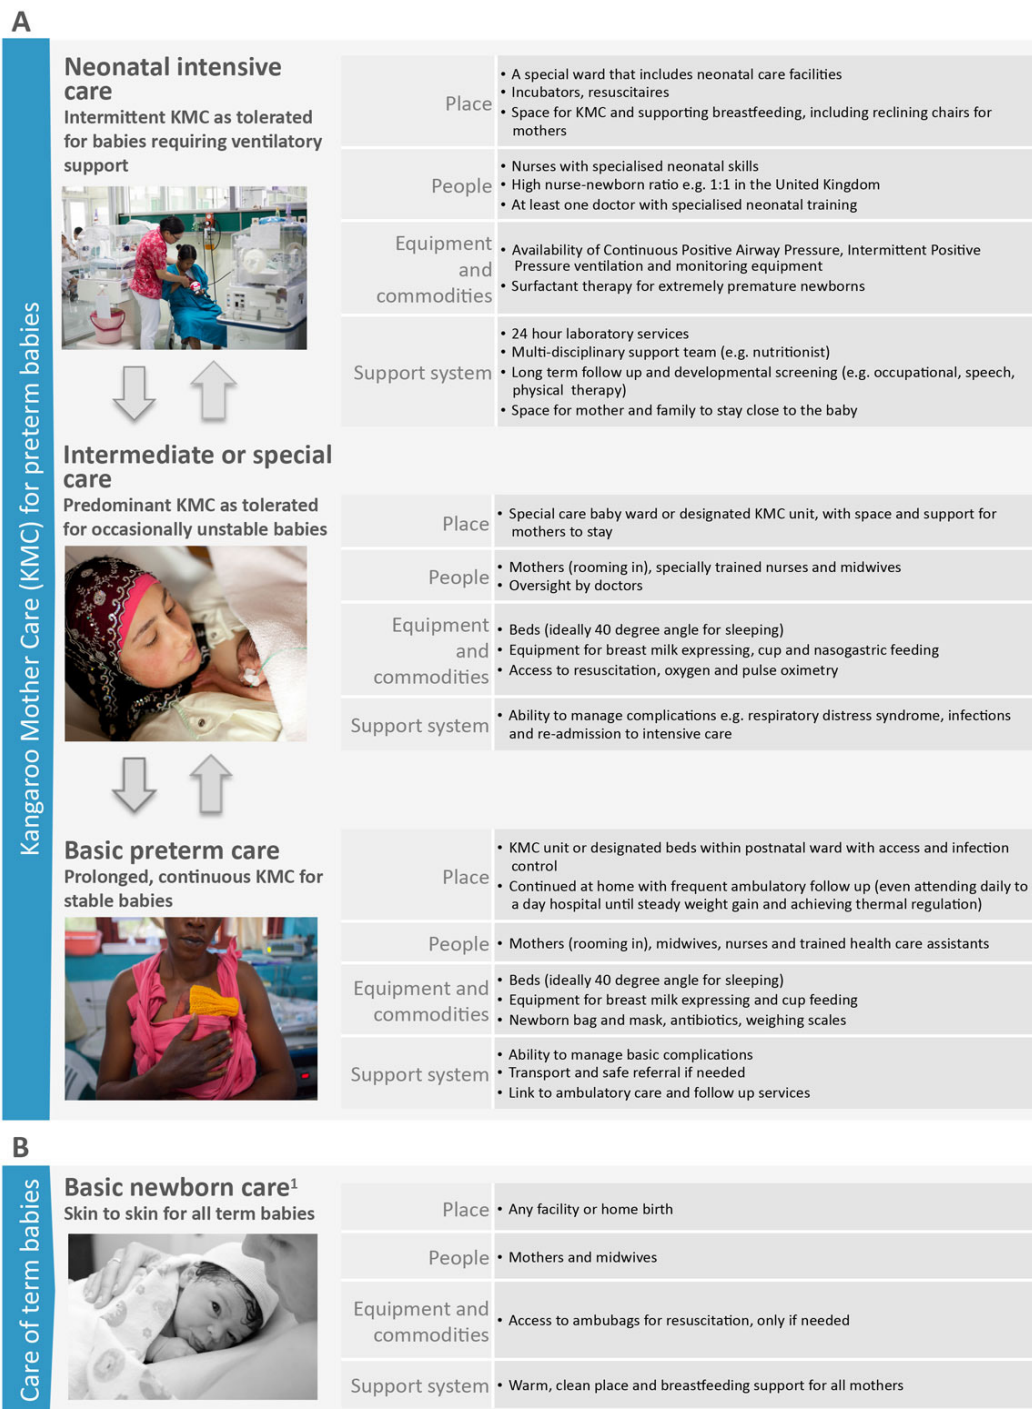 A
Kangaroo Mother Care (KMC) for preterm babies
Neonatal intensive
care
Intermittent KMC as tolerated
for babies requiring ventilatory
support
Place
• A special ward that includes neonatal care facilities
• Incubators, resuscitaires
• Space for KMC and supporting breastfeeding, including reclining chairs for
mothers
People
• Nurses with specialised neonatal skills
• High nurse-newborn ratio e.g. 1:1 in the United Kingdom
• At least one doctor with specialised neonatal training
Equipment
and
commodities
• Availability of Continuous Positive Airway Pressure, Intermittent Positive
Pressure ventilation and monitoring equipment
• Surfactant therapy for extremely premature newborns
Support system
• 24 hour laboratory services
• Multi-disciplinary support team (e.g. nutritionist)
• Long term follow up and developmental screening (e.g. occupational, speech,
physical therapy)
• Space for mother and family to stay close to the baby
Intermediate or special
care
Predominant KMC as tolerated
for occasionally unstable babies
Place
• Special care baby ward or designated KMC unit, with space and support for
mothers to stay
People
• Mothers (rooming in), specially trained nurses and midwives
• Oversight by doctors
Equipment
and
commodities
• Beds (ideally 40 degree angle for sleeping)
• Equipment for breast milk expressing, cup and nasogastric feeding
• Access to resuscitation, oxygen and pulse oximetry
Support system
• Ability to manage complications e.g. respiratory distress syndrome, infections
and re-admission to intensive care
Basic preterm care
Prolonged, continuous KMC for
stable babies
Place
• KMC unit or designated beds within postnatal ward with access and infection
control
• Continued at home with frequent ambulatory follow up (even attending daily to
a day hospital until steady weight gain and achieving thermal regulation)
People
• Mothers (rooming in), midwives, nurses and trained health care assistants
Equipment and
commodities
• Beds (ideally 40 degree angle for sleeping)
• Equipment for breast milk expressing and cup feeding
• Newborn bag and mask, antibiotics, weighing scales
Support system
• Ability to manage basic complications
• Transport and safe referral if needed
• Link to ambulatory care and follow up services
B
Care of term babies
Basic newborn care¹
Skin to skin for all term babies
Place
• Any facility or home birth
People
• Mothers and midwives
Equipment and
commodities
• Access to ambubags for resuscitation, only if needed
Support system
• Warm, clean place and breastfeeding support for all mothers